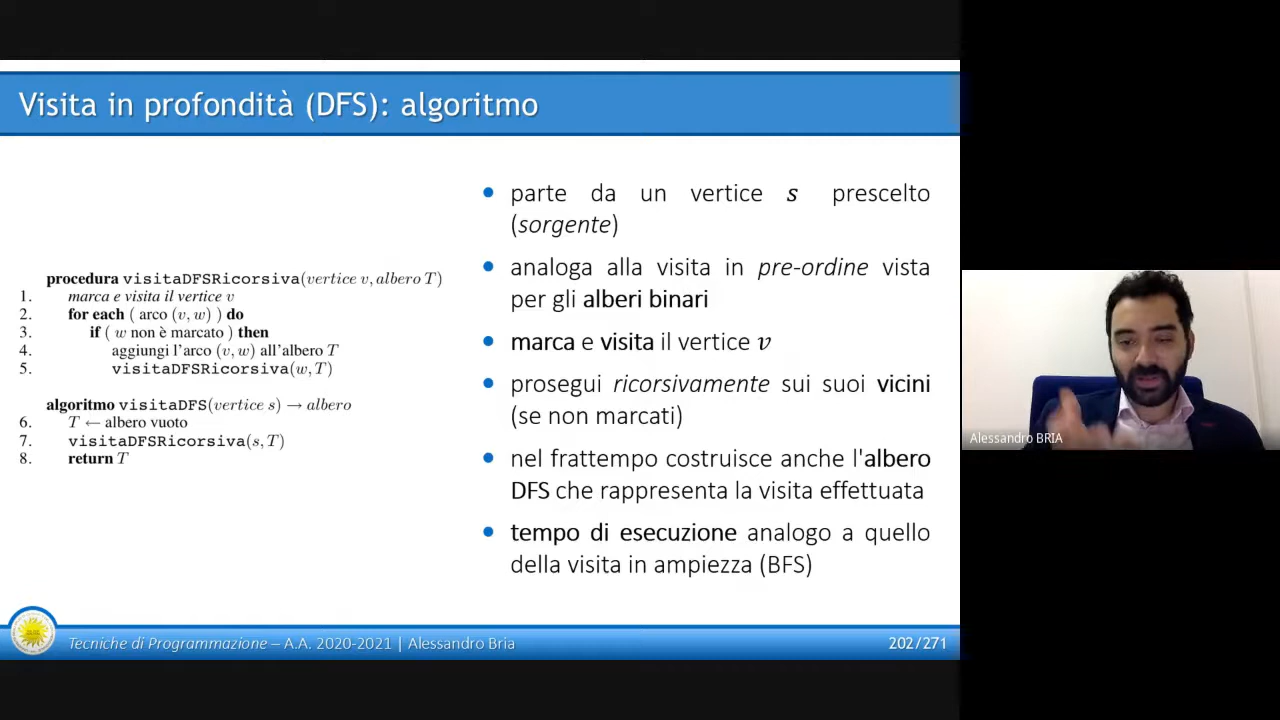 Visita in profondità (DFS): algoritmo
procedura visitaDFSRicorsiva(vertice v, albero T)
1. marca e visita il vertice v
2. for each ( arco (v, w) ) do
3. if ( w non è marcato ) then
4. aggiungi l'arco (v, w) all'albero T
5. visitaDFSRicorsiva(w, T)
algoritmo visitaDFS(vertice s) → albero
6. T ← albero vuoto
7. visitaDFSRicorsiva(s, T)
8. return T
• parte da un vertice s prescelto
(sorgente)
• analoga alla visita in pre-ordine vista
per gli alberi binari
• marca e visita il vertice v
• prosegui ricorsivamente sui suoi vicini
(se non marcati)
• nel frattempo costruisce anche l'albero
DFS che rappresenta la visita effettuata
• tempo di esecuzione analogo a quello
della visita in ampiezza (BFS)
Alessandro BRIA
Tecniche di Programmazione – A.A. 2020-2021 | Alessandro Bria
202/271